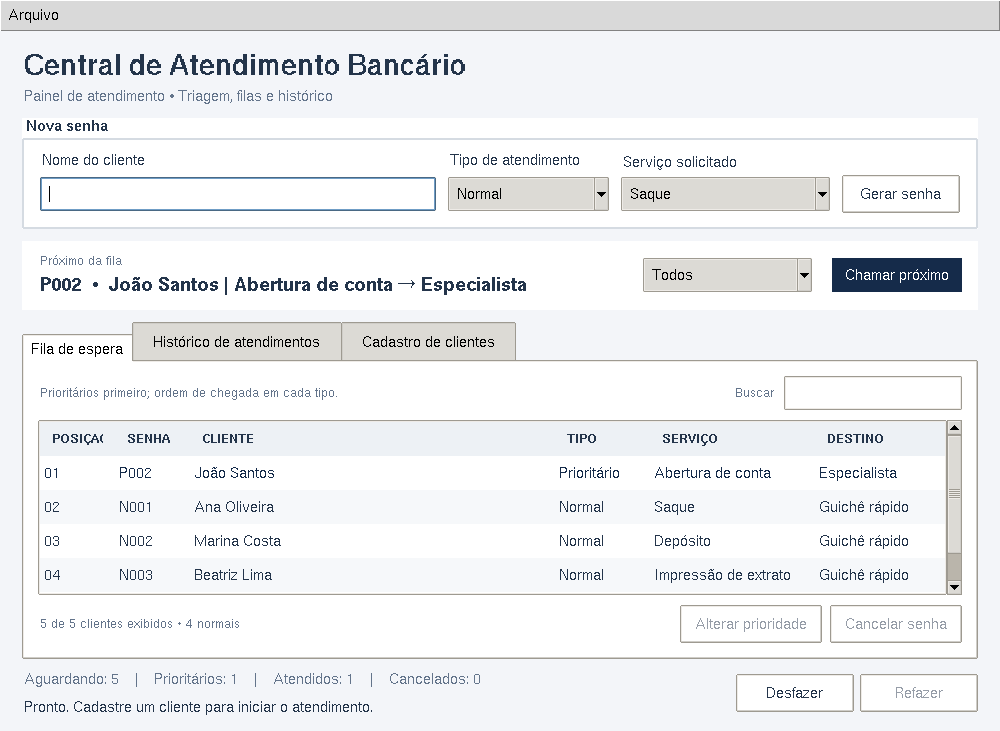 Arquivo
Central de Atendimento Bancário
Painel de atendimento • Triagem, filas e histórico
Nova senha
Nome do cliente Tipo de atendimento Serviço solicitado
Normal Saque Gerar senha
Próximo da fila
P002 • João Santos | Abertura de conta → Especialista Todos Chamar próximo
Fila de espera Histórico de atendimentos Cadastro de clientes
Prioritários primeiro; ordem de chegada em cada tipo. Buscar
POSIÇÃ SENHA CLIENTE TIPO SERVIÇO DESTINO
01 P002 João Santos Prioritário Abertura de conta Especialista
02 N001 Ana Oliveira Normal Saque Guichê rápido
03 N002 Marina Costa Normal Depósito Guichê rápido
04 N003 Beatriz Lima Normal Impressão de extrato Guichê rápido
5 de 5 clientes exibidos • 4 normais Alterar prioridade Cancelar senha
Aguardando: 5 | Prioritários: 1 | Atendidos: 1 | Cancelados: 0
Pronto. Cadastre um cliente para iniciar o atendimento. Desfazer Refazer